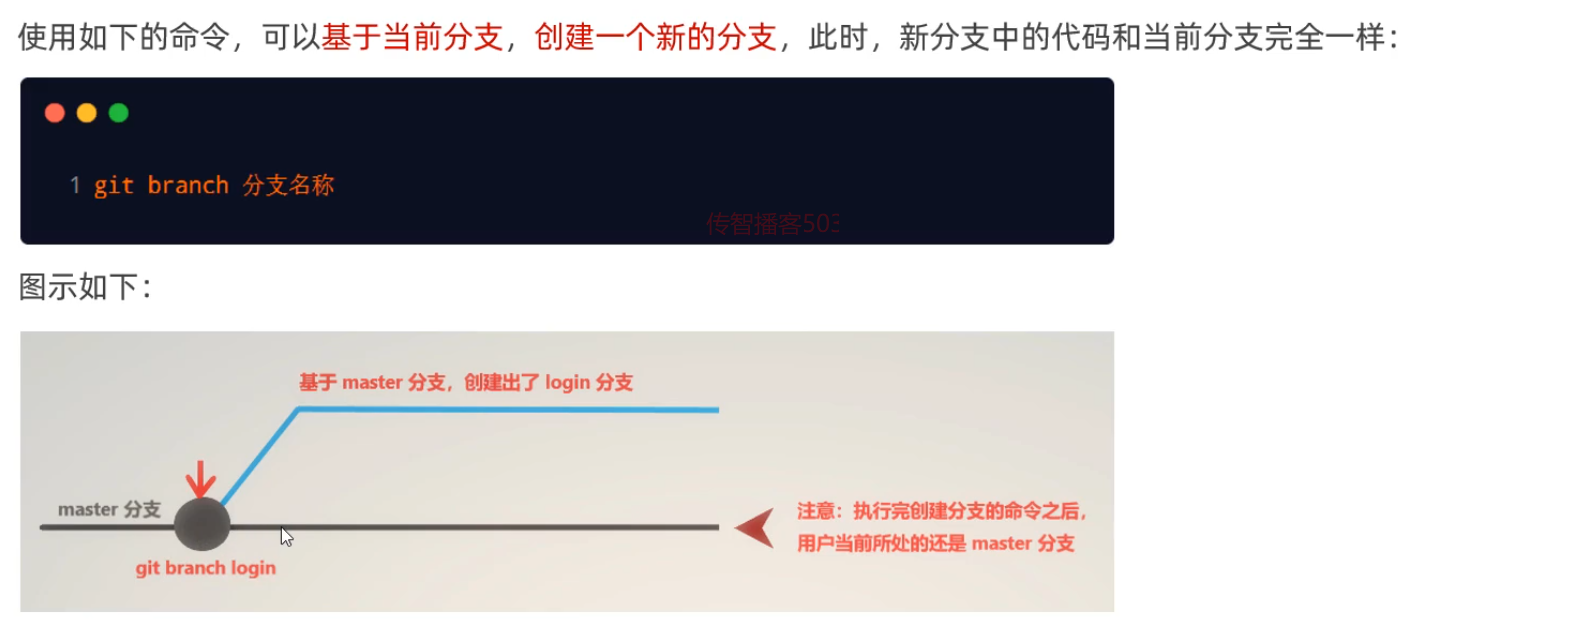 使用如下的命令，可以基于当前分支，创建一个新的分支，此时，新分支中的代码和当前分支完全一样：
1 git branch 分支名称
传智播客503
图示如下：
基于 master 分支，创建出了 login 分支
master 分支
git branch login
注意：执行完创建分支的命令之后，
用户当前所处的还是 master 分支